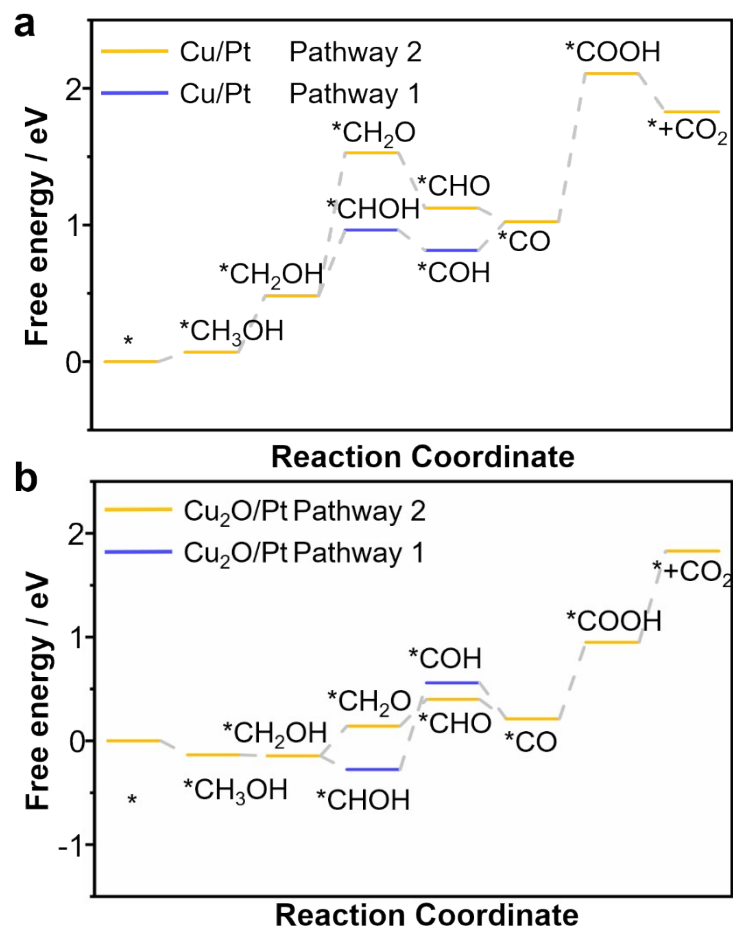 a
Cu/Pt Pathway 2
Cu/Pt Pathway 1
*COOH
*+CO₂
*CH₂O
*CHO
*CHOH
*CO
*COH
*CH₂OH
*CH₃OH
*
2
1
0
Free energy / eV
Reaction Coordinate
b
Cu₂O/Pt Pathway 2
Cu₂O/Pt Pathway 1
*+CO₂
*COOH
*COH
*CH₂O
*CHO
*CH₂OH
*CO
*CH₃OH
*CHOH
*
2
1
0
-1
Free energy / eV
Reaction Coordinate